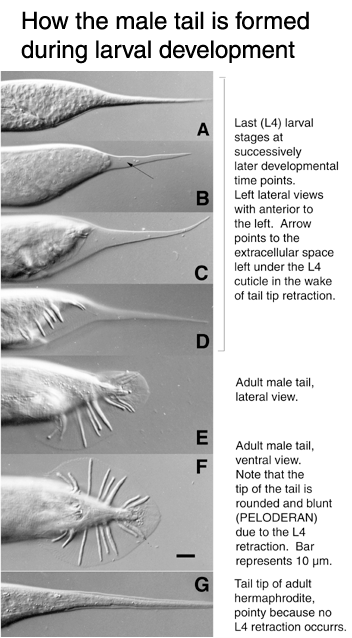 How the male tail is formed
during larval development
A
B
C
D
E
F
G
Last (L4) larval
stages at
successively
later developmental
time points.
Left lateral views
with anterior to
the left. Arrow
points to the
extracellular space
left under the L4
cuticle in the wake
of tail tip retraction.
Adult male tail,
lateral view.
Adult male tail,
ventral view.
Note that the
tip of the tail is
rounded and blunt
(PELODERAN)
due to the L4
retraction. Bar
represents 10 µm.
Tail tip of adult
hermaphrodite,
pointy because no
L4 retraction occurrs.